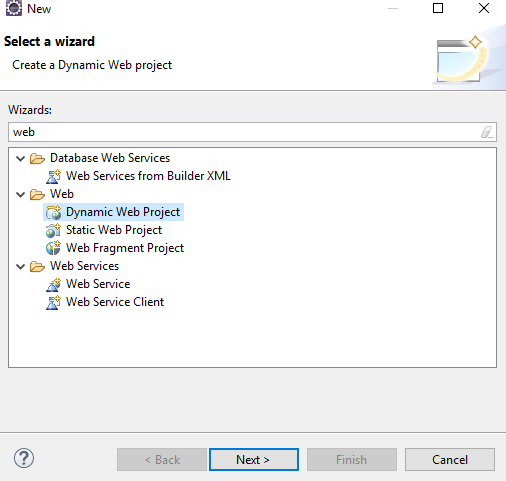 New
Select a wizard
Create a Dynamic Web project
Wizards:
web
Database Web Services
Web Services from Builder XML
Web
Dynamic Web Project
Static Web Project
Web Fragment Project
Web Services
Web Service
Web Service Client
?
< Back
Next >
Finish
Cancel